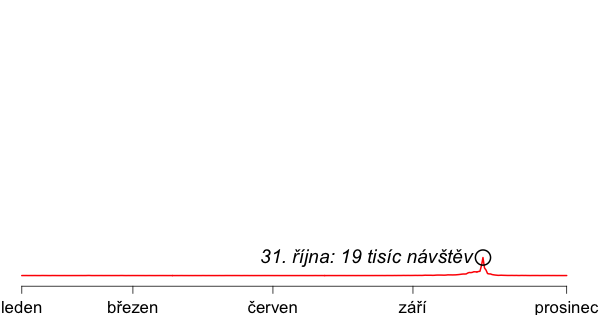 31. října: 19 tisíc návštěv
leden březen červen září prosinec